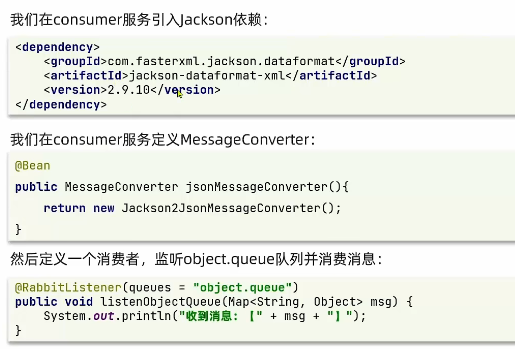 我们在consumer服务引入Jackson依赖：
<dependency>
    <groupId>com.fasterxml.jackson.dataformat</groupId>
    <artifactId>jackson-dataformat-xml</artifactId>
    <version>2.9.10</version>
</dependency>
我们在consumer服务定义MessageConverter：
@Bean
public MessageConverter jsonMessageConverter(){
    return new Jackson2JsonMessageConverter();
}
然后定义一个消费者，监听object.queue队列并消费消息：
@RabbitListener(queues = "object.queue")
public void listenObjectQueue(Map<String, Object> msg) {
    System.out.println("收到消息：【" + msg + "】");
}